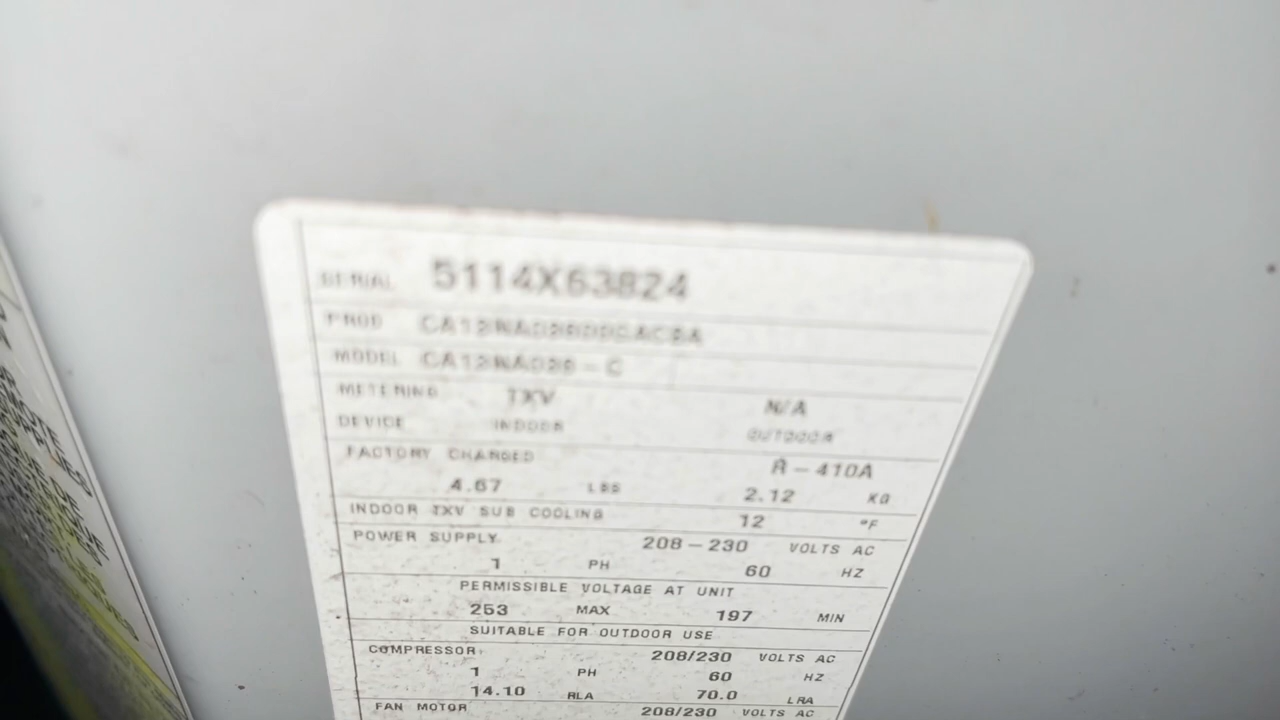 SERIAL 5114X63824
PROD
MODEL CA12NA026-C
METERING TXV N/A
DEVICE INDOOR OUTDOOR
FACTORY CHARGED R-410A
4.67 LBS 2.12 KG
INDOOR TXV SUB COOLING 12 °F
POWER SUPPLY 208-230 VOLTS AC
1 PH 60 HZ
PERMISSIBLE VOLTAGE AT UNIT
253 MAX 197 MIN
SUITABLE FOR OUTDOOR USE
COMPRESSOR 208/230 VOLTS AC
1 PH 60 HZ
14.10 RLA 70.0 LRA
FAN MOTOR 208/230 VOLTS AC